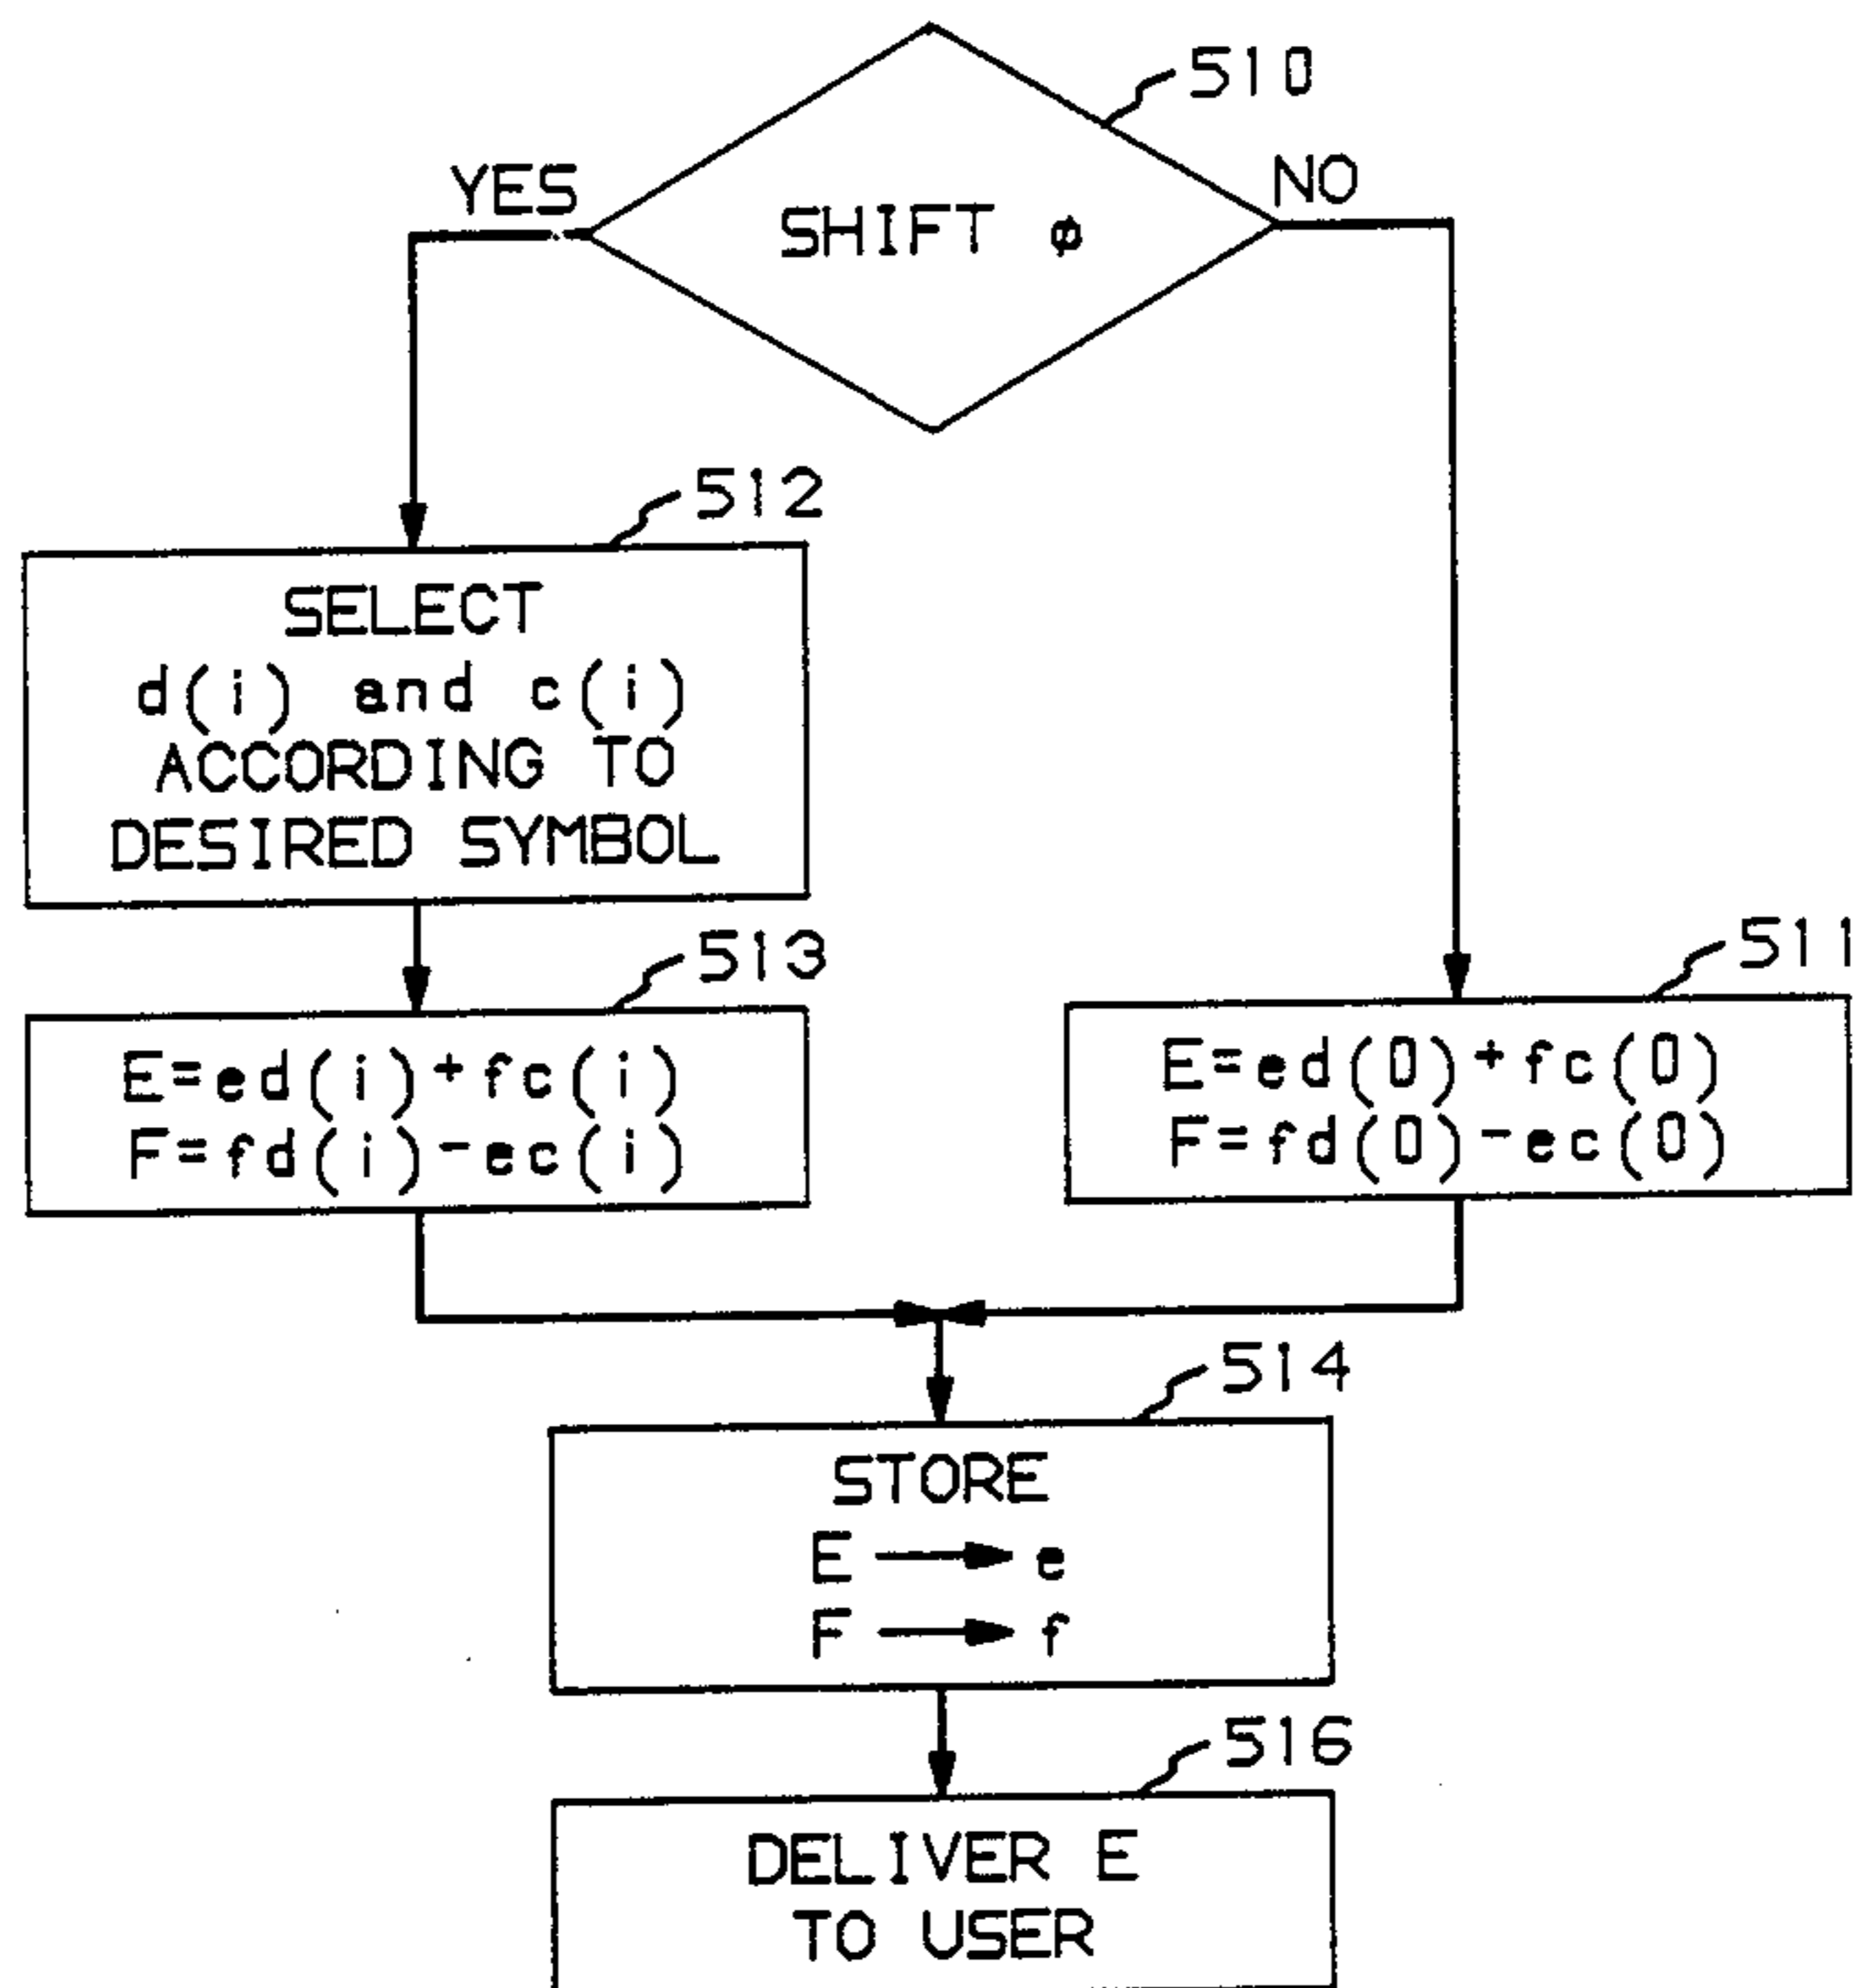 510
YES
NO
SHIFT φ
512
SELECT
d(i) and c(i)
ACCORDING TO
DESIRED SYMBOL
513
E=ed(i)+fc(i)
F=fd(i)-ec(i)
511
E=ed(0)+fc(0)
F=fd(0)-ec(0)
514
STORE
E → e
F → f
516
DELIVER E
TO USER